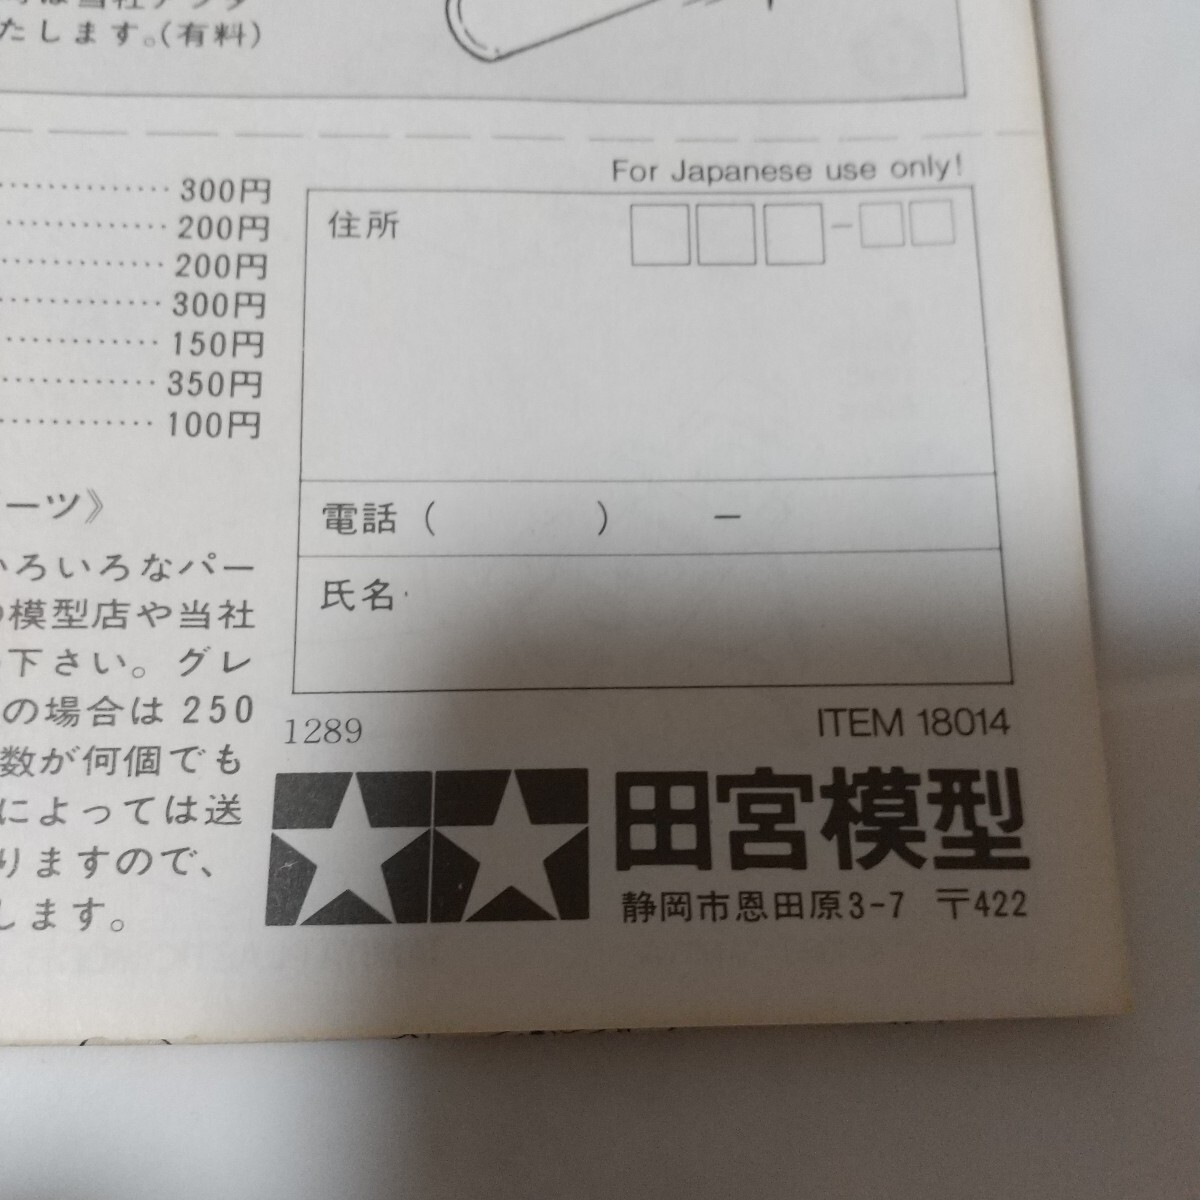 たします。(有料)
For Japanese use only!
300円
200円
200円
300円
150円
350円
100円
住所
電話 (　　　) 　 −
氏名
ーツ》
いろいろなパー
模型店や当社
下さい。グレ
の場合は250
数が何個でも
によっては送
りますので、
します。
1289
ITEM 18014
田宮模型
静岡市恩田原3-7 〒422